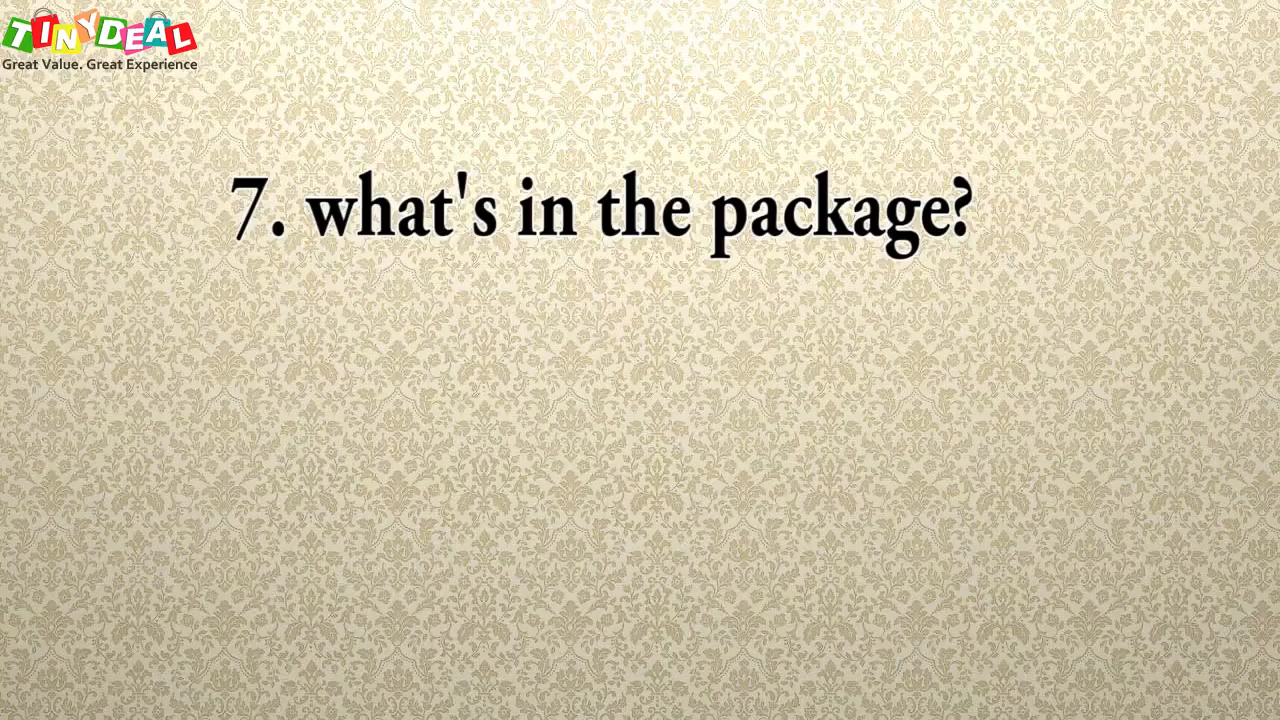 TINYDEAL
Great Value. Great Experience
7. what's in the package?